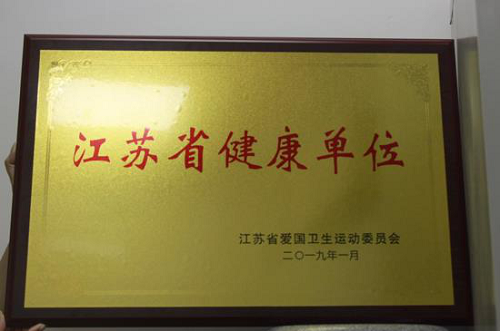 江苏省健康单位
江苏省爱国卫生运动委员会
二〇一九年一月